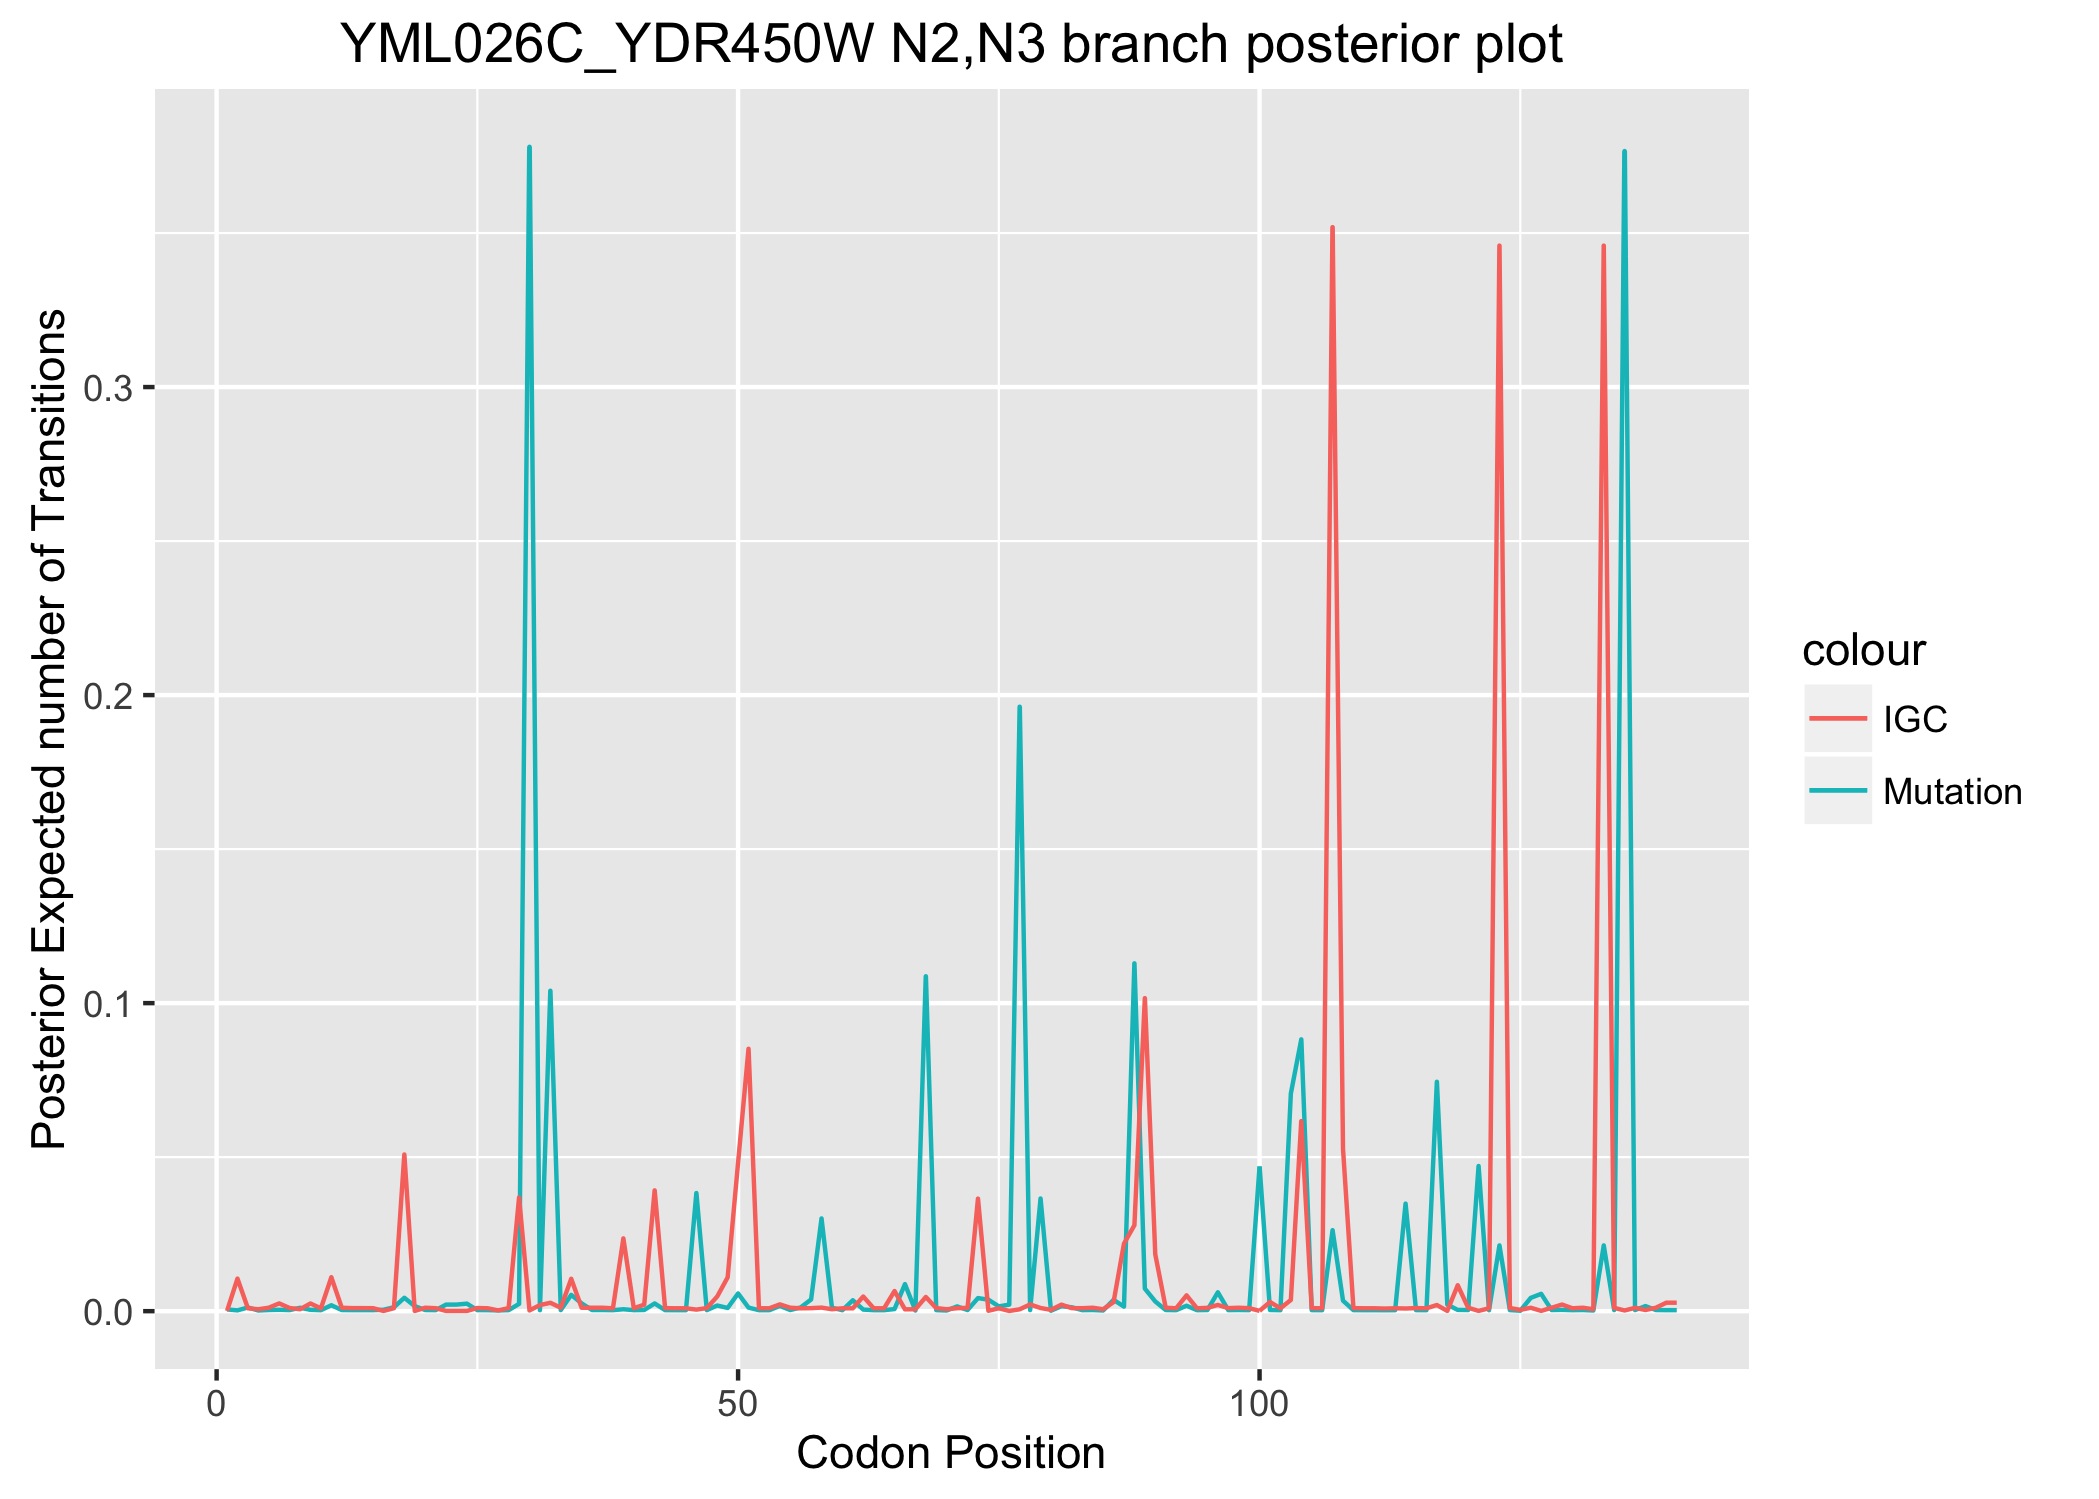 YML026C_YDR450W N2,N3 branch posterior plot
Posterior Expected number of Transitions
0.3
0.2
0.1
0.0
0
50
100
Codon Position
colour
IGC
Mutation